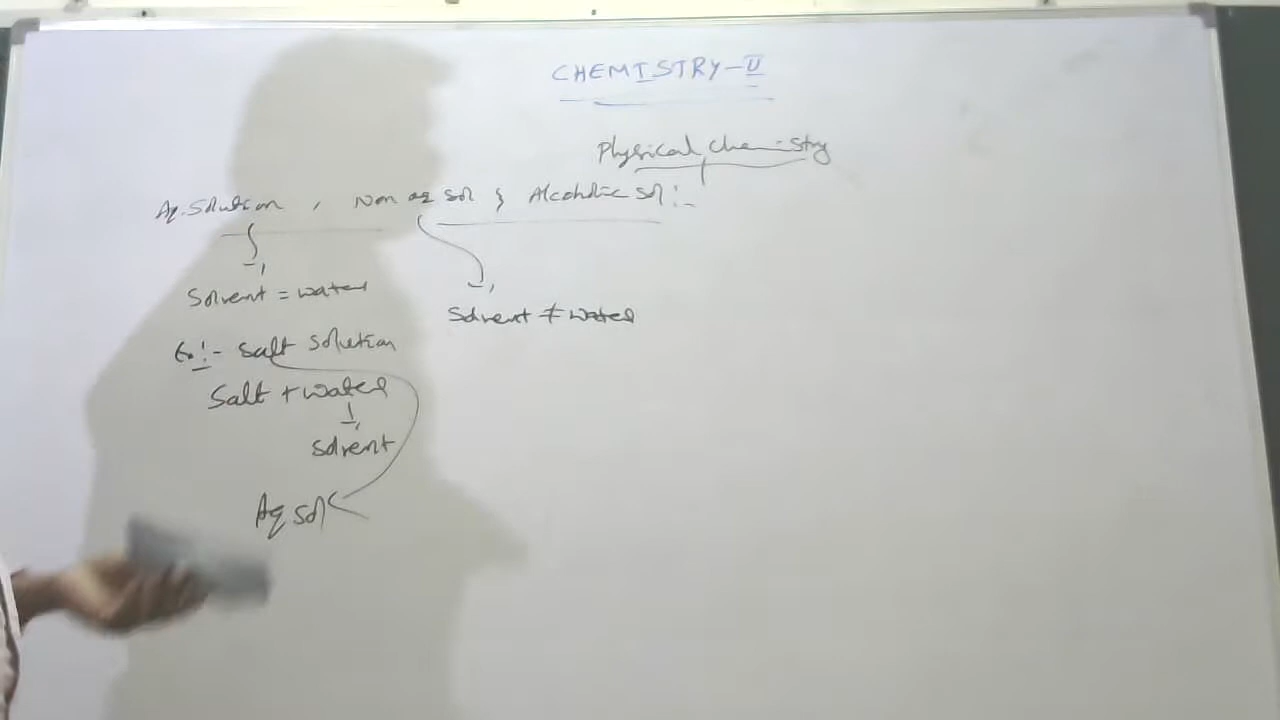 CHEMISTRY-II
Physical chemistry
Aq. Solution , Non aq sol & Alcoholic sol :-
Solvent = water
Solvent ≠ water
Ex:- Salt Solution
Salt + water
Solvent
Aq sol